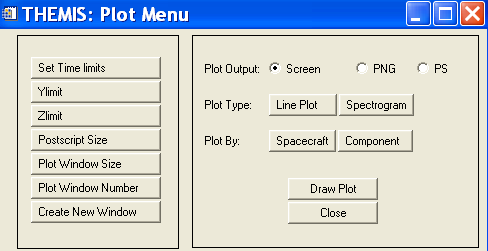 THEMIS: Plot Menu
Set Time limits
Ylimit
Zlimit
Postscript Size
Plot Window Size
Plot Window Number
Create New Window
Plot Output: Screen PNG PS
Plot Type: Line Plot Spectrogram
Plot By: Spacecraft Component
Draw Plot
Close